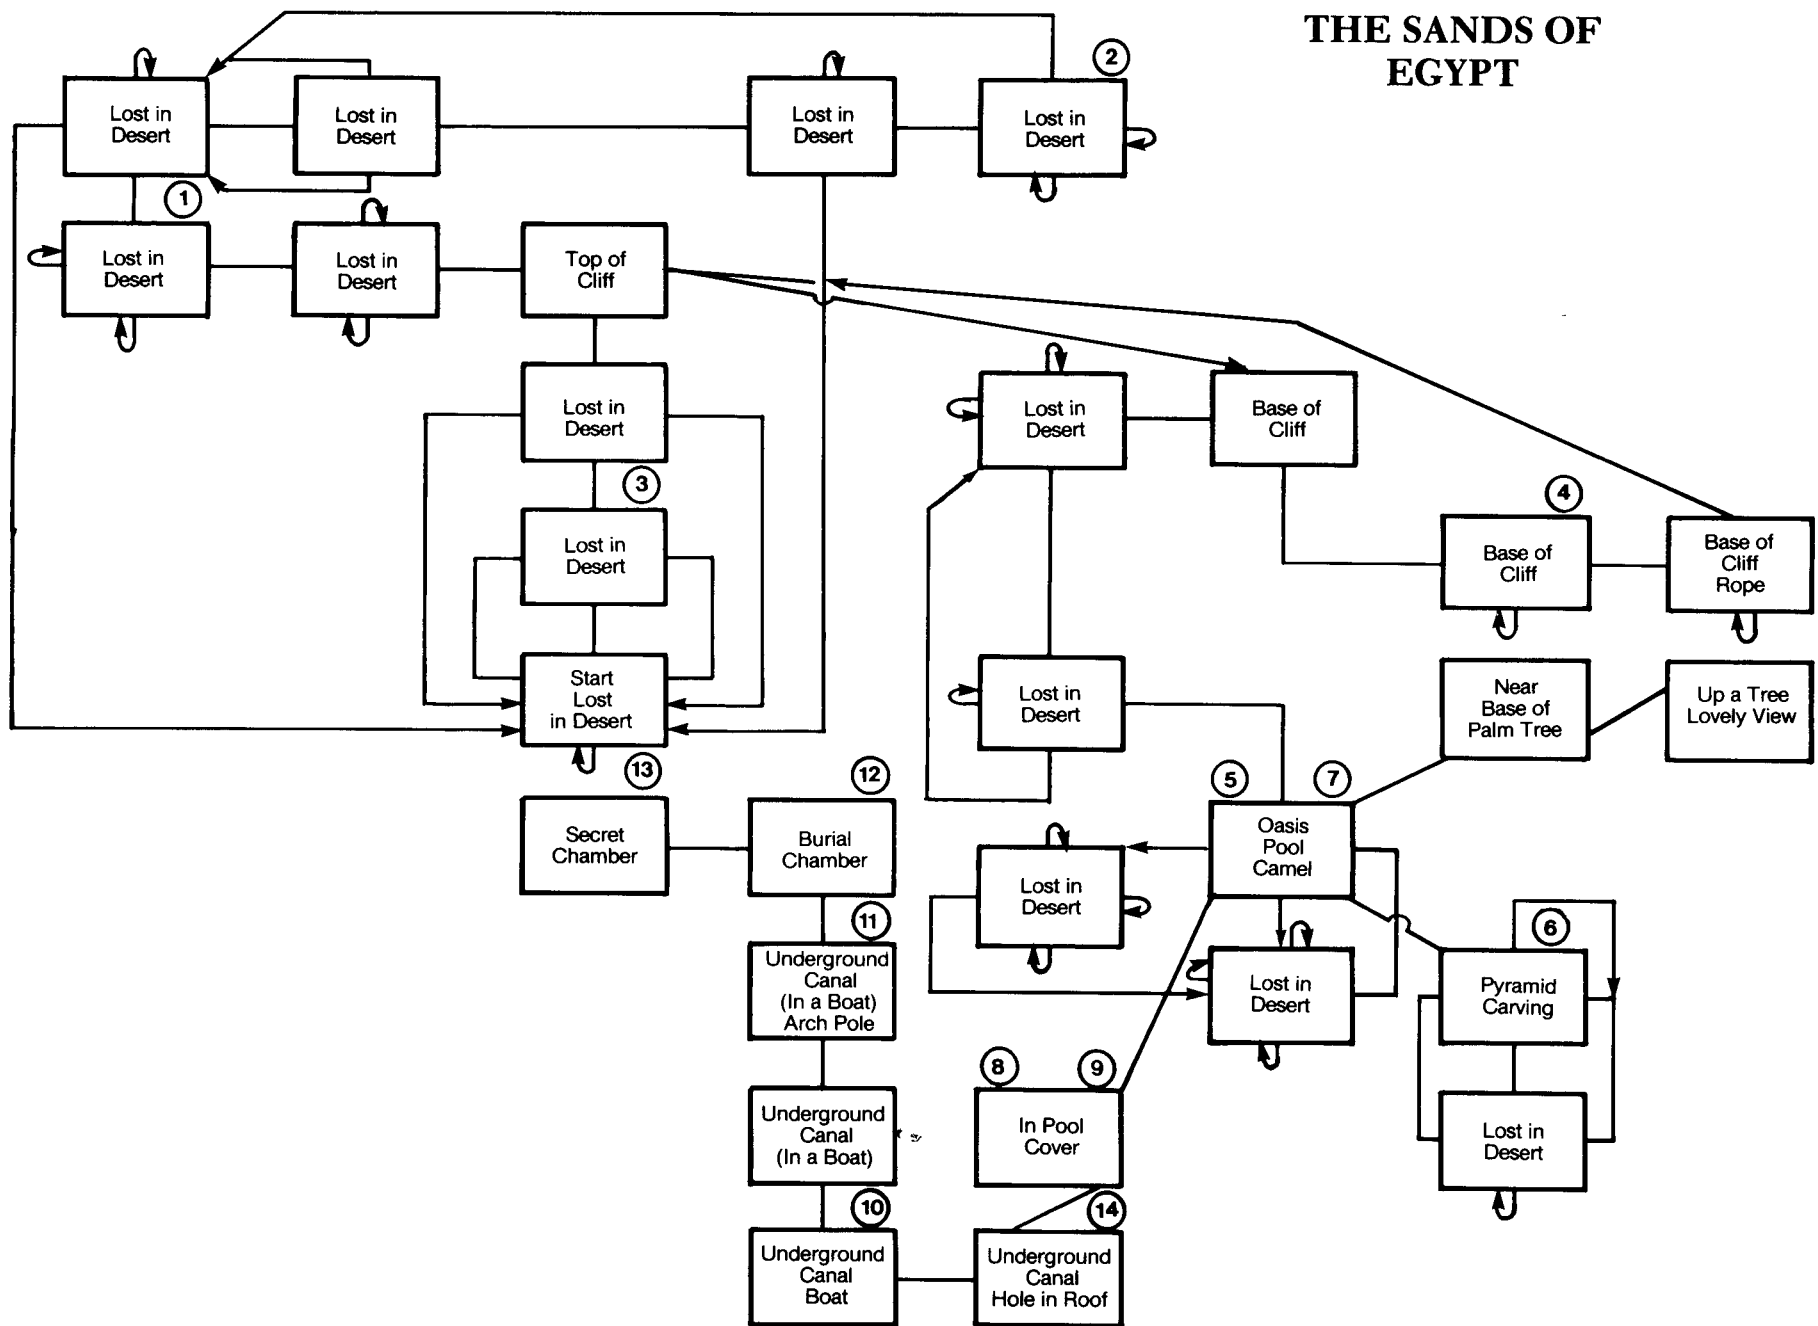 THE SANDS OF
EGYPT
2
Lost in
Desert
Lost in
Desert
Lost in
Desert
Lost in
Desert
1
Lost in
Desert
Lost in
Desert
Top of
Cliff
Lost in
Desert
Base of
Cliff
Lost in
Desert
3
4
Lost in
Desert
Base of
Cliff
Base of
Cliff
Rope
Start
Lost
in Desert
Lost in
Desert
Near
Base of
Palm Tree
Up a Tree
Lovely View
13
12
5
7
Secret
Chamber
Burial
Chamber
Oasis
Pool
Camel
Lost in
Desert
11
6
Underground
Canal
(In a Boat)
Arch Pole
Lost in
Desert
Pyramid
Carving
8
9
Underground
Canal
(In a Boat)
In Pool
Cover
Lost in
Desert
10
14
Underground
Canal
Boat
Underground
Canal
Hole in Roof